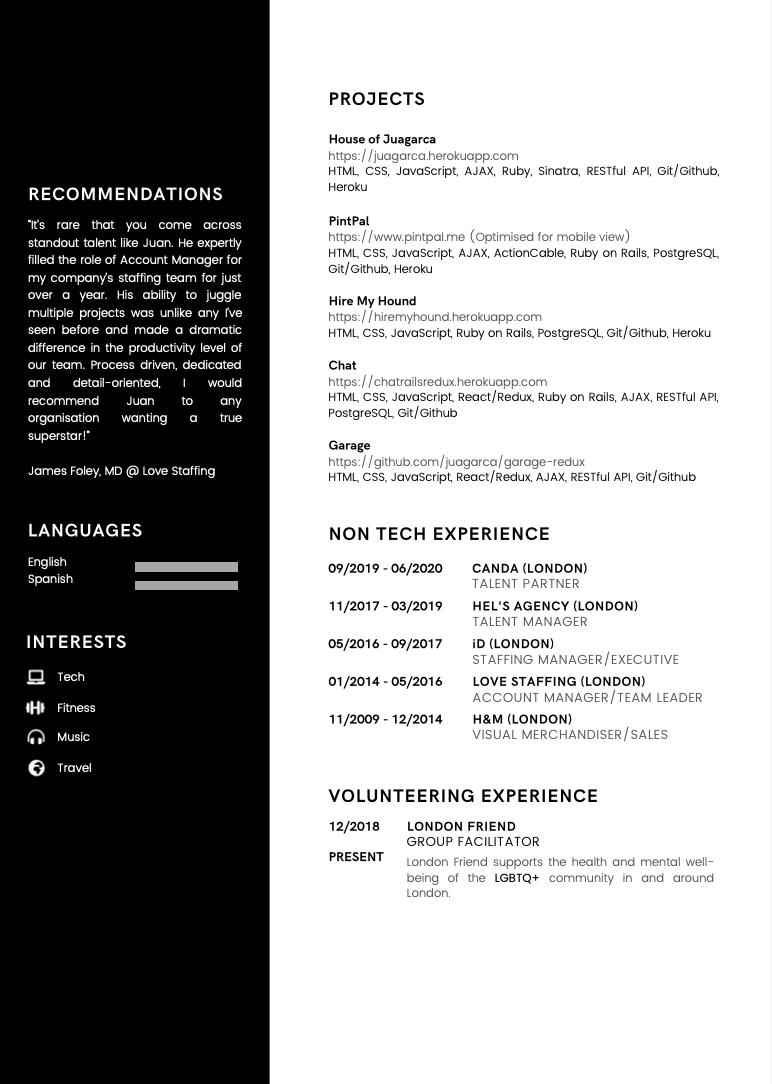 RECOMMENDATIONS
"It's rare that you come across
standout talent like Juan. He expertly
filled the role of Account Manager for
my company's staffing team for just
over a year. His ability to juggle
multiple projects was unlike any I've
seen before and made a dramatic
difference in the productivity level of
our team. Process driven, dedicated
and detail-oriented, I would
recommend Juan to any
organisation wanting a true
superstar!"
James Foley, MD @ Love Staffing
LANGUAGES
English
Spanish
INTERESTS
Tech
Fitness
Music
Travel
PROJECTS
House of Juagarca
https://juagarca.herokuapp.com
HTML, CSS, JavaScript, AJAX, Ruby, Sinatra, RESTful API, Git/Github,
Heroku
PintPal
https://www.pintpal.me (Optimised for mobile view)
HTML, CSS, JavaScript, AJAX, ActionCable, Ruby on Rails, PostgreSQL,
Git/Github, Heroku
Hire My Hound
https://hiremyhound.herokuapp.com
HTML, CSS, JavaScript, Ruby on Rails, PostgreSQL, Git/Github, Heroku
Chat
https://chatrailsredux.herokuapp.com
HTML, CSS, JavaScript, React/Redux, Ruby on Rails, AJAX, RESTful API,
PostgreSQL, Git/Github
Garage
https://github.com/juagarca/garage-redux
HTML, CSS, JavaScript, React/Redux, AJAX, RESTful API, Git/Github
NON TECH EXPERIENCE
09/2019 - 06/2020 CANDA (LONDON)
TALENT PARTNER
11/2017 - 03/2019 HEL'S AGENCY (LONDON)
TALENT MANAGER
05/2016 - 09/2017 iD (LONDON)
STAFFING MANAGER/EXECUTIVE
01/2014 - 05/2016 LOVE STAFFING (LONDON)
ACCOUNT MANAGER/TEAM LEADER
11/2009 - 12/2014 H&M (LONDON)
VISUAL MERCHANDISER/SALES
VOLUNTEERING EXPERIENCE
12/2018 LONDON FRIEND
GROUP FACILITATOR
PRESENT London Friend supports the health and mental well-
being of the LGBTQ+ community in and around
London.